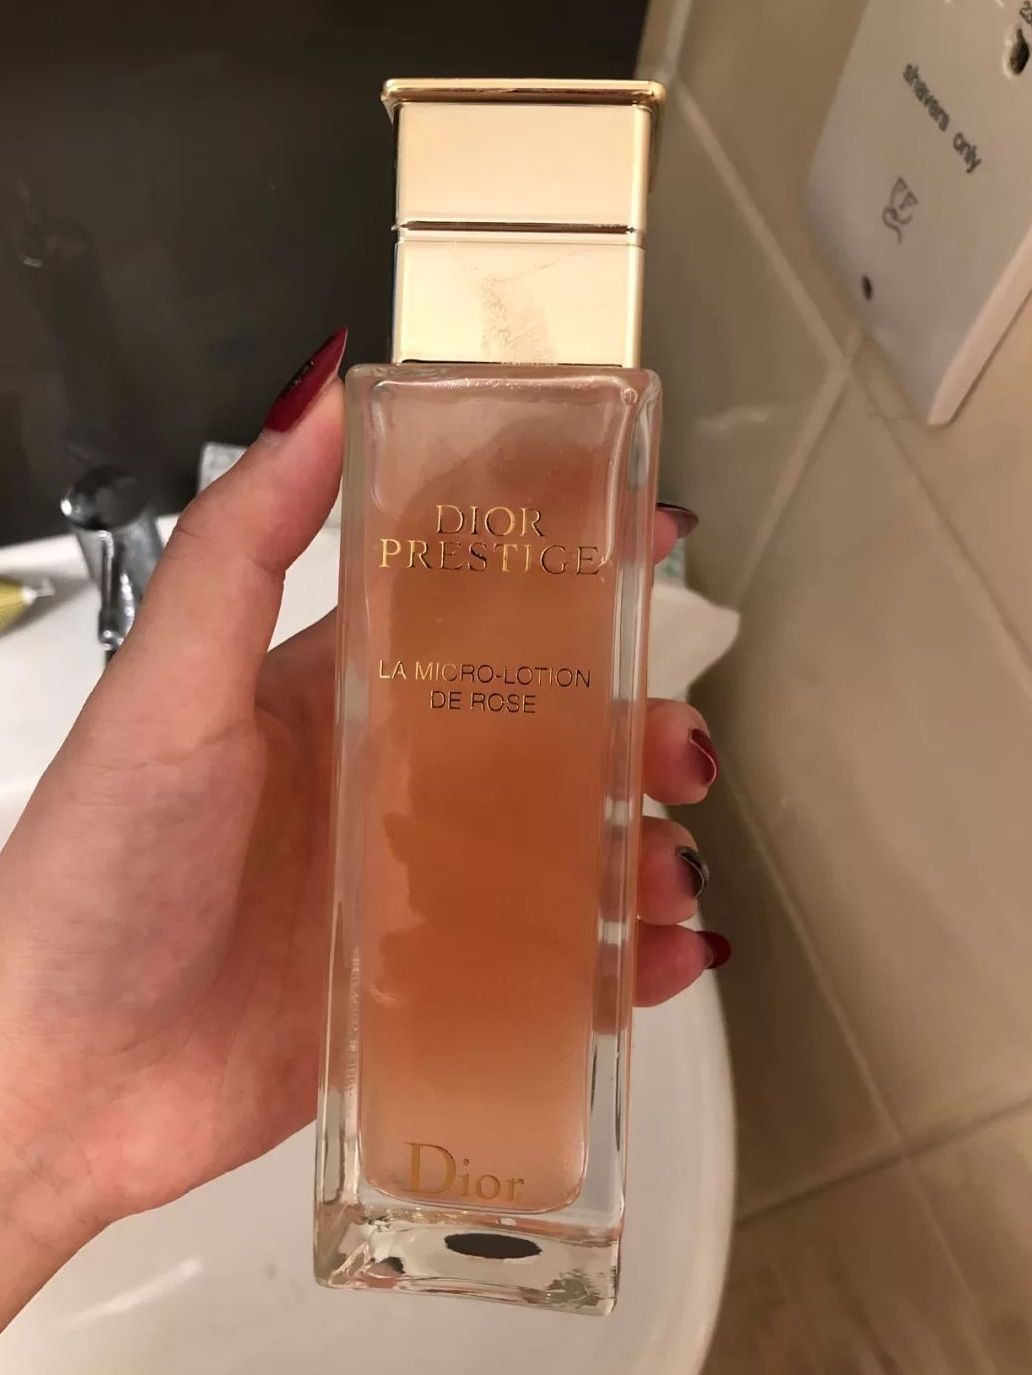 shavers only
DIOR
PRESTIGE
LA MICRO-LOTION
DE ROSE
Dior